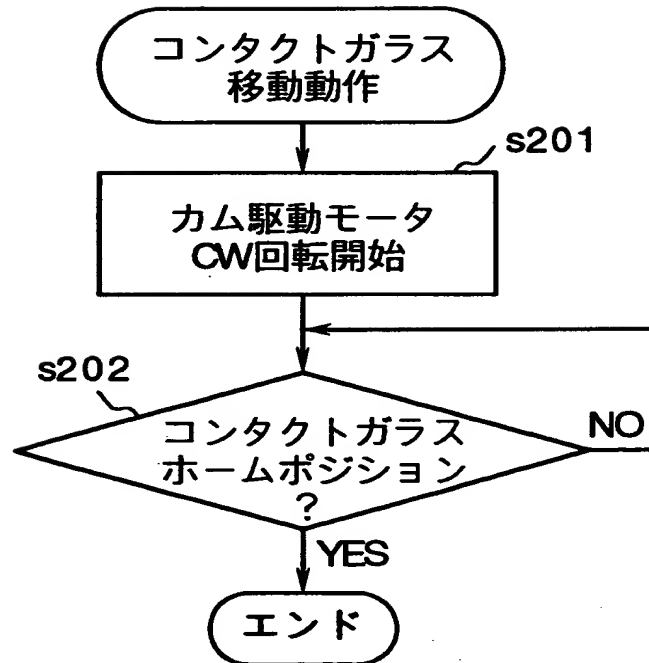 コンタクトガラス
移動動作
s201
カム駆動モータ
CW回転開始
s202
コンタクトガラス
ホームポジション
?
NO
YES
エンド